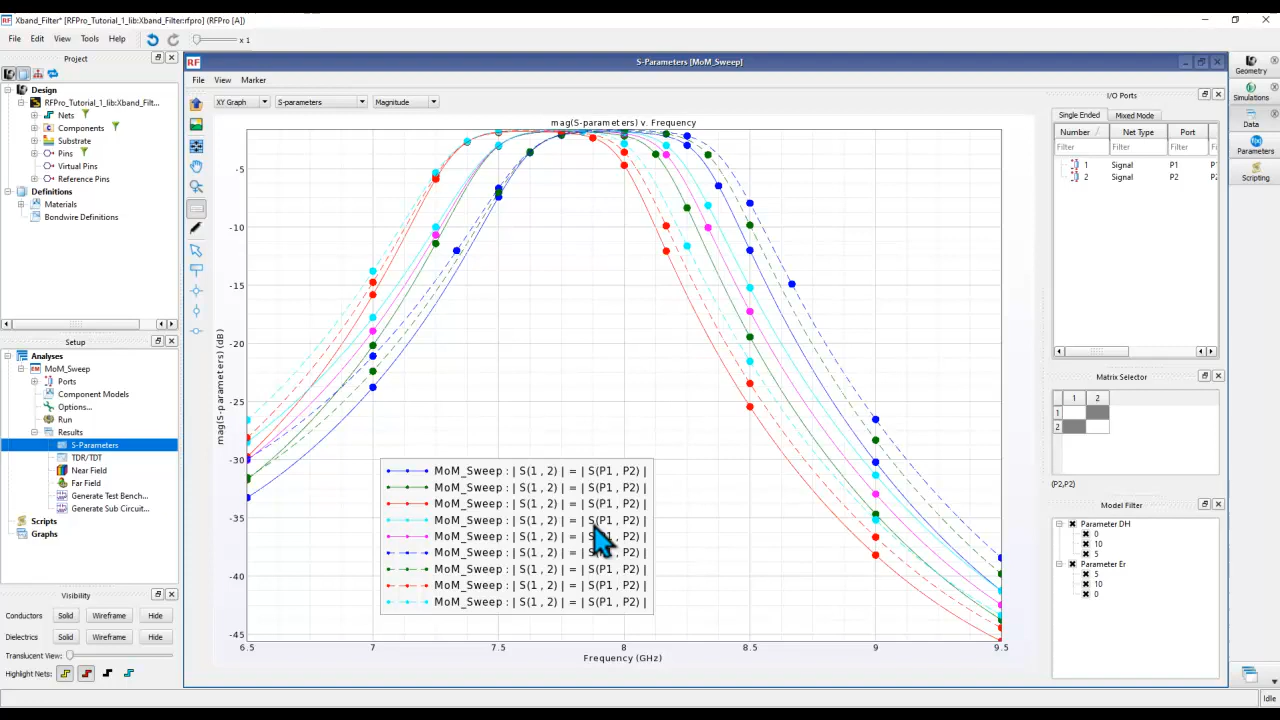 Xband_Filter* [RFPro_Tutorial_1_lib:Xband_Filter:rfpro] (RFPro [A])
File Edit View Tools Help
x 1
Project
Design
RFPro_Tutorial_1_lib:Xband_Filt...
Nets
Components
Substrate
Pins
Virtual Pins
Reference Pins
Definitions
Materials
Bondwire Definitions
Setup
Analyses
MoM_Sweep
Ports
Component Models
Options...
Run
Results
S-Parameters
TDR/TDT
Near Field
Far Field
Generate Test Bench...
Generate Sub Circuit...
Scripts
Graphs
Visibility
Conductors Solid Wireframe Hide
Dielectrics Solid Wireframe Hide
Translucent View:
Highlight Nets:
RF S-Parameters [MoM_Sweep]
File View Marker
XY Graph S-parameters Magnitude
mag(S-parameters) v. Frequency
mag(S-parameters) (dB)
-5
-10
-15
-20
-25
-30
-35
-40
-45
MoM_Sweep : | S(1 , 2) | = | S(P1 , P2) |
MoM_Sweep : | S(1 , 2) | = | S(P1 , P2) |
MoM_Sweep : | S(1 , 2) | = | S(P1 , P2) |
MoM_Sweep : | S(1 , 2) | = | S(P1 , P2) |
MoM_Sweep : | S(1 , 2) | = | S(P1 , P2) |
MoM_Sweep : | S(1 , 2) | = | S(P1 , P2) |
MoM_Sweep : | S(1 , 2) | = | S(P1 , P2) |
MoM_Sweep : | S(1 , 2) | = | S(P1 , P2) |
MoM_Sweep : | S(1 , 2) | = | S(P1 , P2) |
6.5 7 7.5 8 8.5 9 9.5
Frequency (GHz)
I/O Ports
Single Ended Mixed Mode
Number Net Type Port
Filter Filter Filter
1 Signal P1
2 Signal P2
Matrix Selector
1 2
1
2
(P2,P2)
Model Filter
Parameter DH
0
10
5
Parameter Er
5
10
0
Geometry
Simulations
Data
Parameters
Scripting
Idle